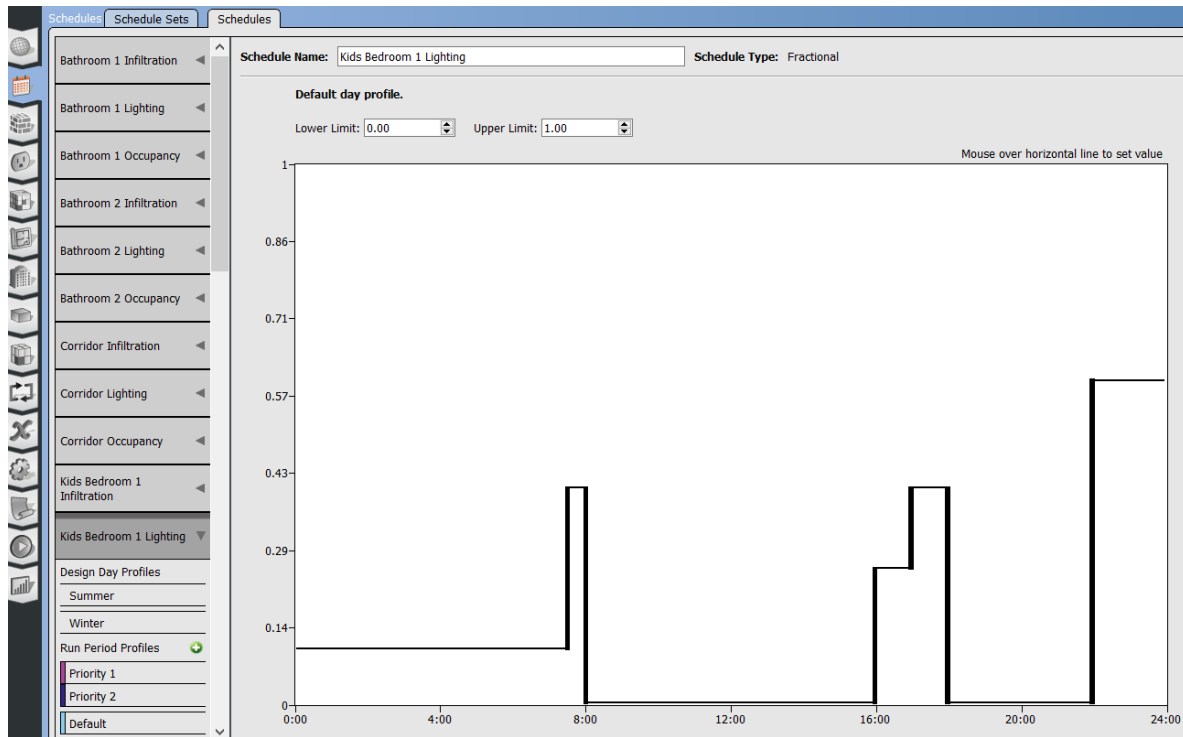 Schedules Schedule Sets Schedules
Bathroom 1 Infiltration
Bathroom 1 Lighting
Bathroom 1 Occupancy
Bathroom 2 Infiltration
Bathroom 2 Lighting
Bathroom 2 Occupancy
Corridor Infiltration
Corridor Lighting
Corridor Occupancy
Kids Bedroom 1
Infiltration
Kids Bedroom 1 Lighting
Design Day Profiles
Summer
Winter
Run Period Profiles
Priority 1
Priority 2
Default
Schedule Name: Kids Bedroom 1 Lighting Schedule Type: Fractional
Default day profile.
Lower Limit: 0.00 Upper Limit: 1.00
Mouse over horizontal line to set value
1
0.86
0.71
0.57
0.43
0.29
0.14
0
0:00 4:00 8:00 12:00 16:00 20:00 24:00